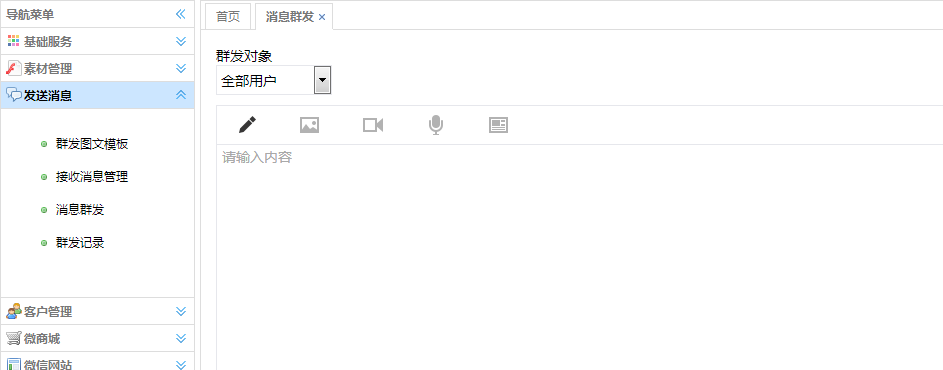 导航菜单
基础服务
素材管理
发送消息
群发图文模板
接收消息管理
消息群发
群发记录
客户管理
微商城
微信网站
首页
消息群发
群发对象
全部用户
请输入内容